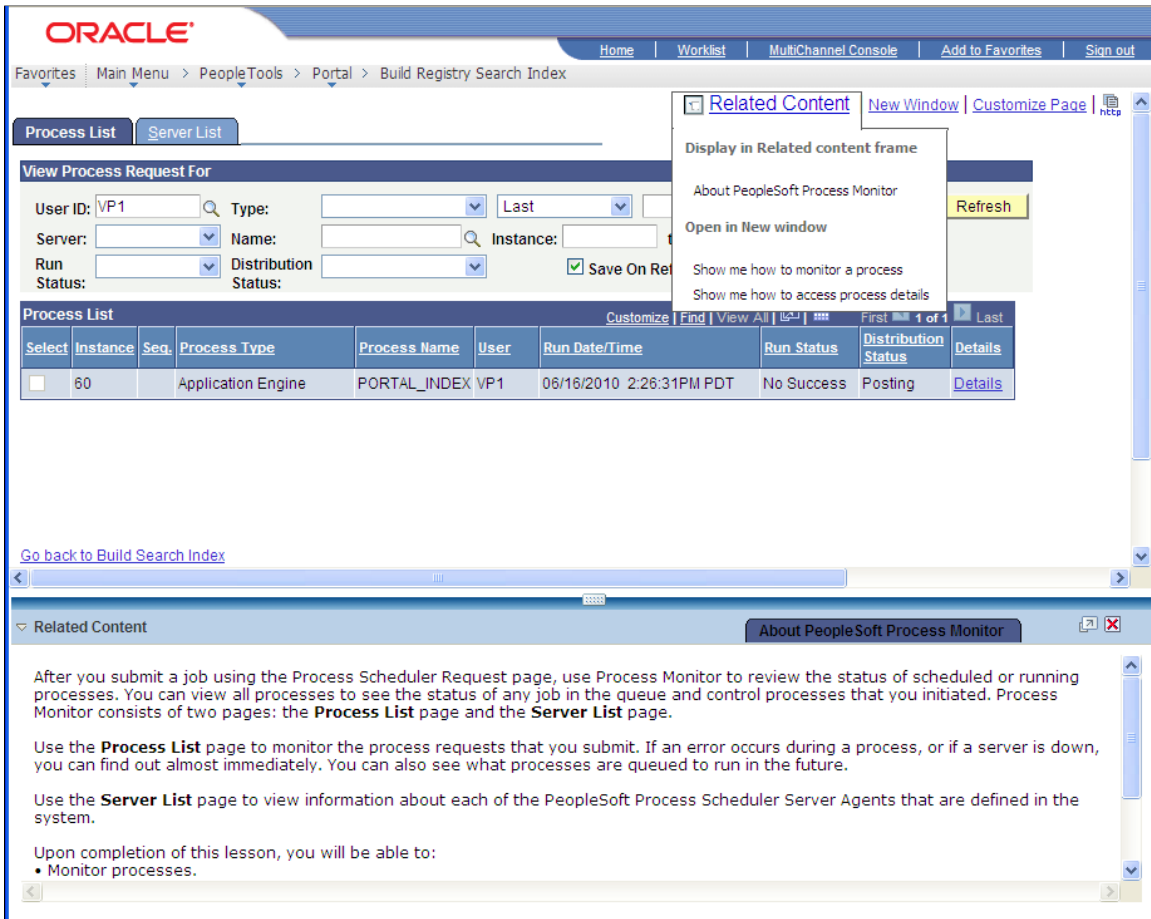 ORACLE®
Home | Worklist | MultiChannel Console | Add to Favorites | Sign out
Favorites Main Menu > PeopleTools > Portal > Build Registry Search Index
Related Content New Window | Customize Page | http
Process List Server List
Display in Related content frame
View Process Request For
About PeopleSoft Process Monitor
User ID: VP1 Type: Last Refresh
Open in New window
Server: Name: Instance: t
Run Status: Distribution Status: Save On Ref
Show me how to monitor a process
Show me how to access process details
Process List Customize | Find | View All | First 1 of 1 Last
Select Instance Seq. Process Type Process Name User Run Date/Time Run Status Distribution Status Details
60 Application Engine PORTAL_INDEX VP1 06/16/2010 2:26:31PM PDT No Success Posting Details
Go back to Build Search Index
Related Content About PeopleSoft Process Monitor
After you submit a job using the Process Scheduler Request page, use Process Monitor to review the status of scheduled or running
processes. You can view all processes to see the status of any job in the queue and control processes that you initiated. Process
Monitor consists of two pages: the Process List page and the Server List page.
Use the Process List page to monitor the process requests that you submit. If an error occurs during a process, or if a server is down,
you can find out almost immediately. You can also see what processes are queued to run in the future.
Use the Server List page to view information about each of the PeopleSoft Process Scheduler Server Agents that are defined in the
system.
Upon completion of this lesson, you will be able to:
• Monitor processes.